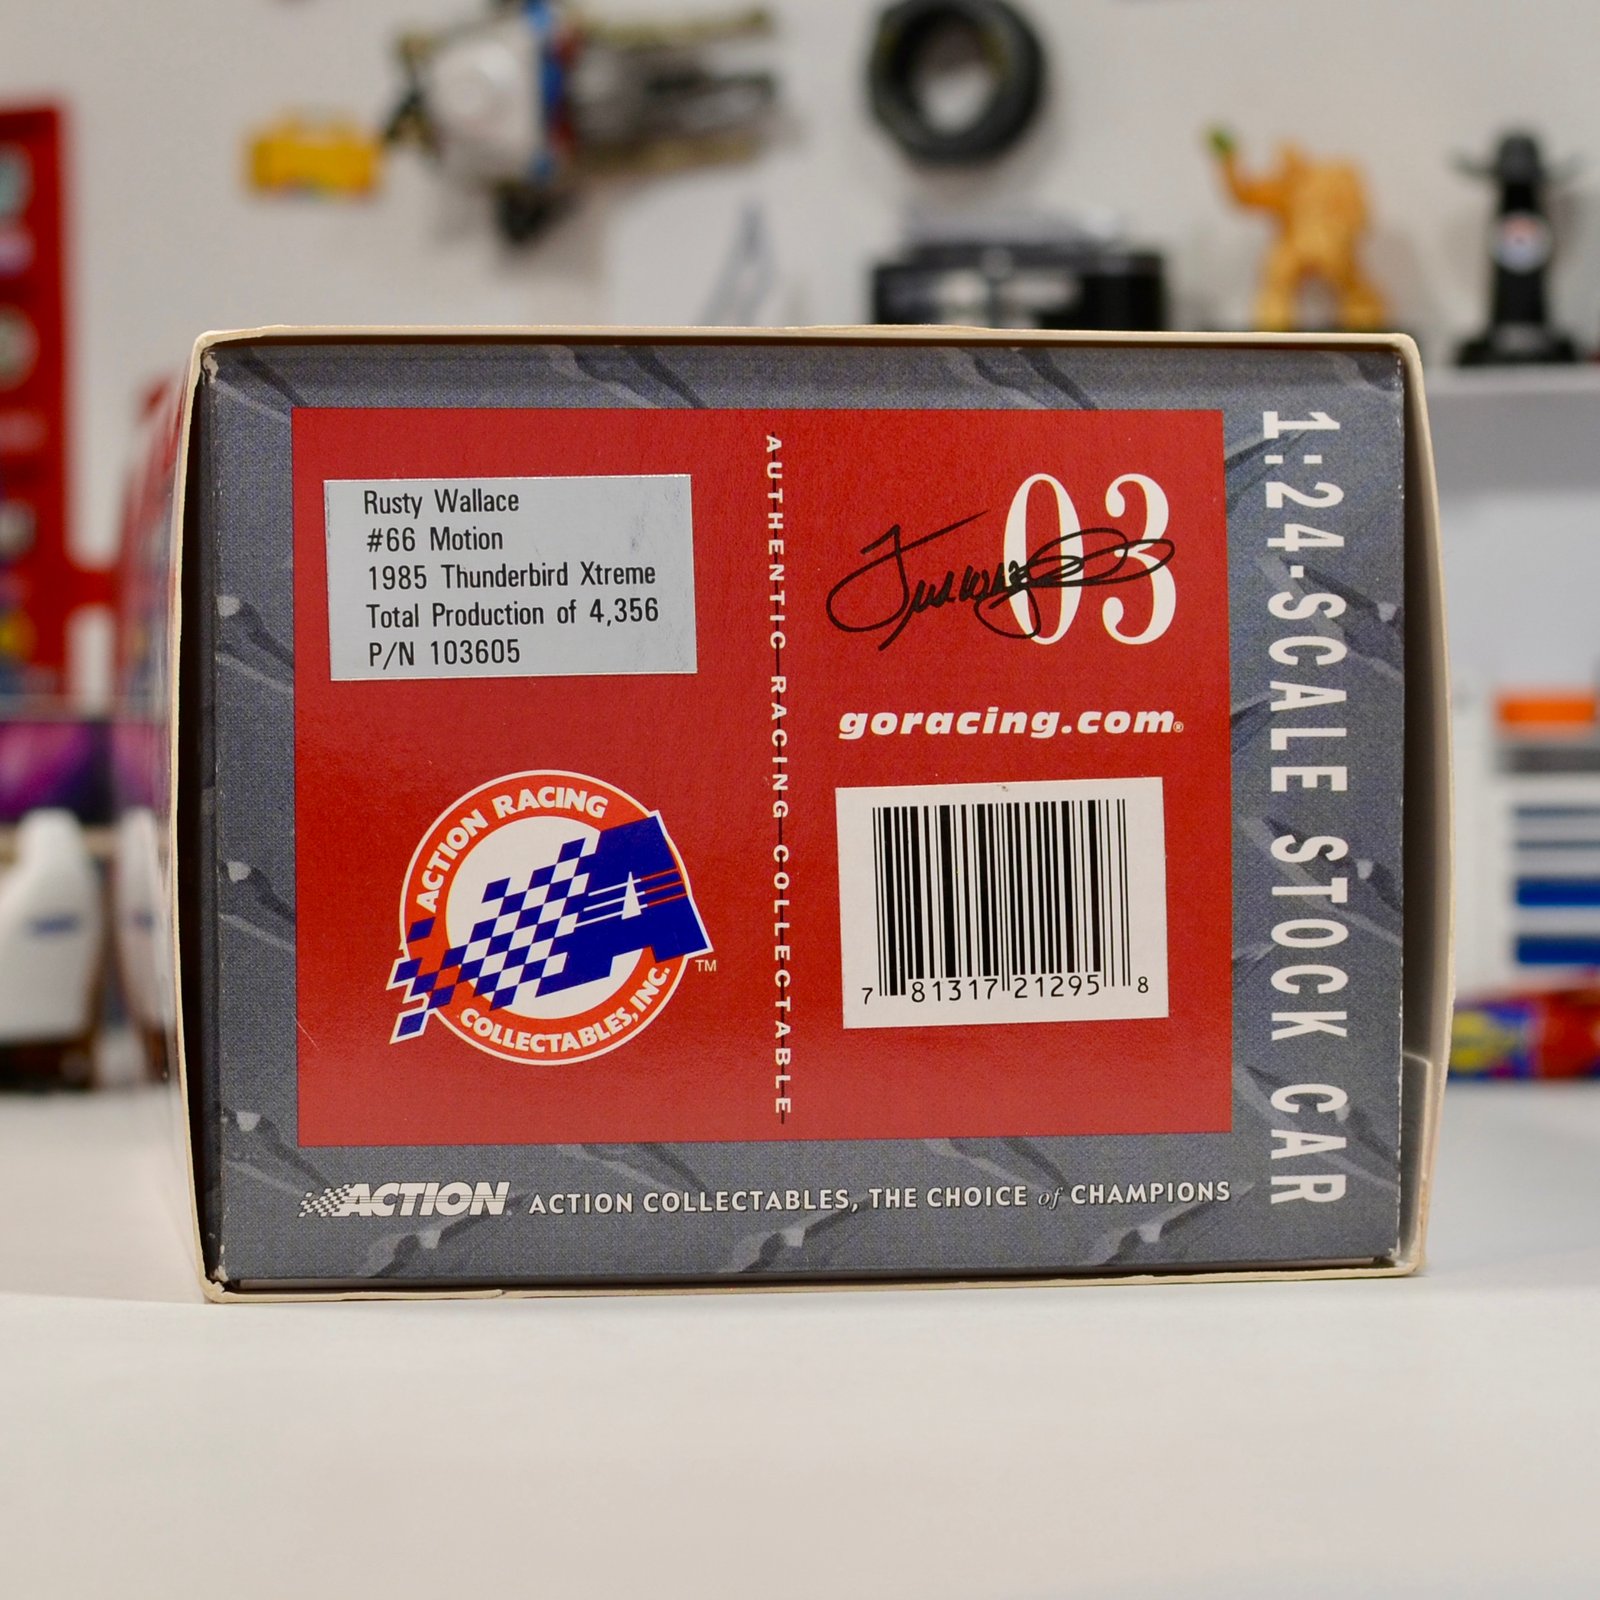 Rusty Wallace
#66 Motion
1985 Thunderbird Xtreme
Total Production of 4,356
P/N 103605
ACTION RACING
COLLECTABLES, INC.
TM
AUTHENTIC RACING COLLECTABLE
03
goracing.com®
7 81317 21295 8
1:24-SCALE STOCK CAR
ACTION ACTION COLLECTABLES, THE CHOICE of CHAMPIONS